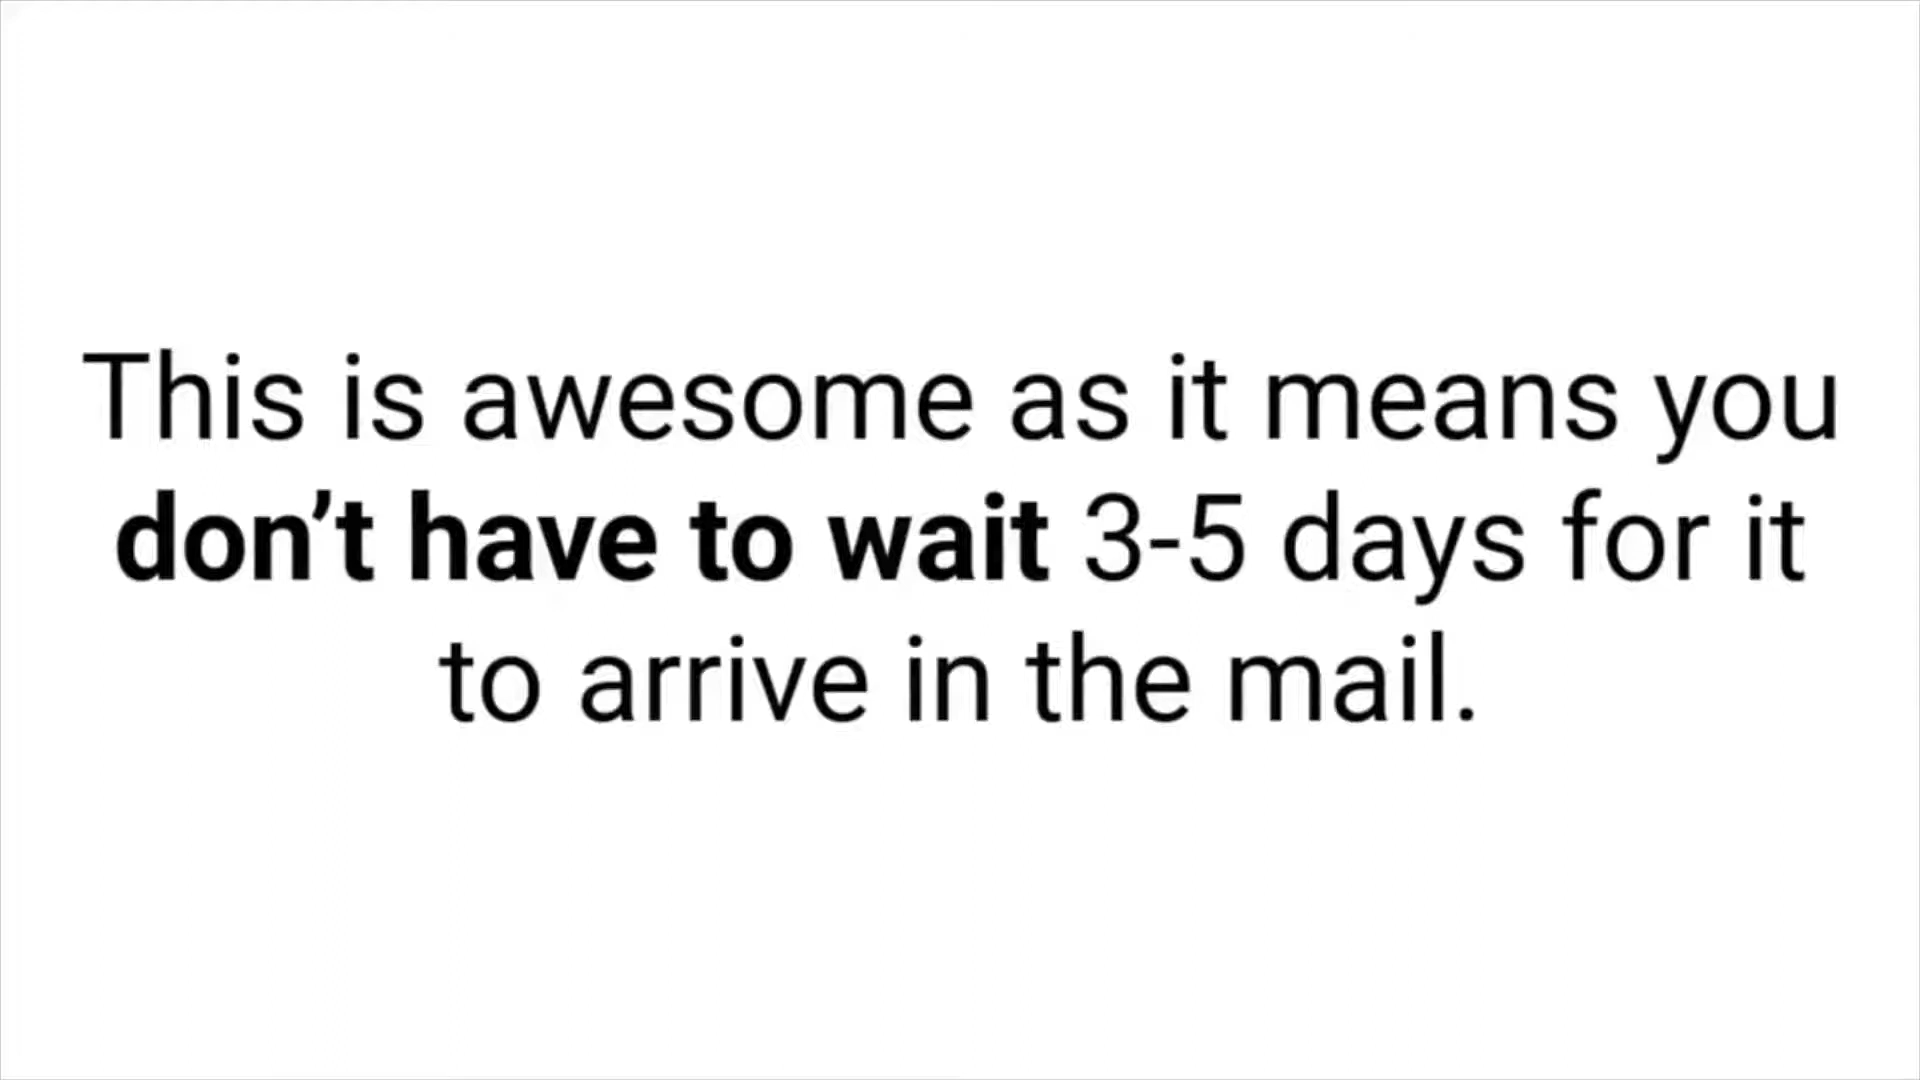 This is awesome as it means you
don’t have to wait 3-5 days for it
to arrive in the mail.